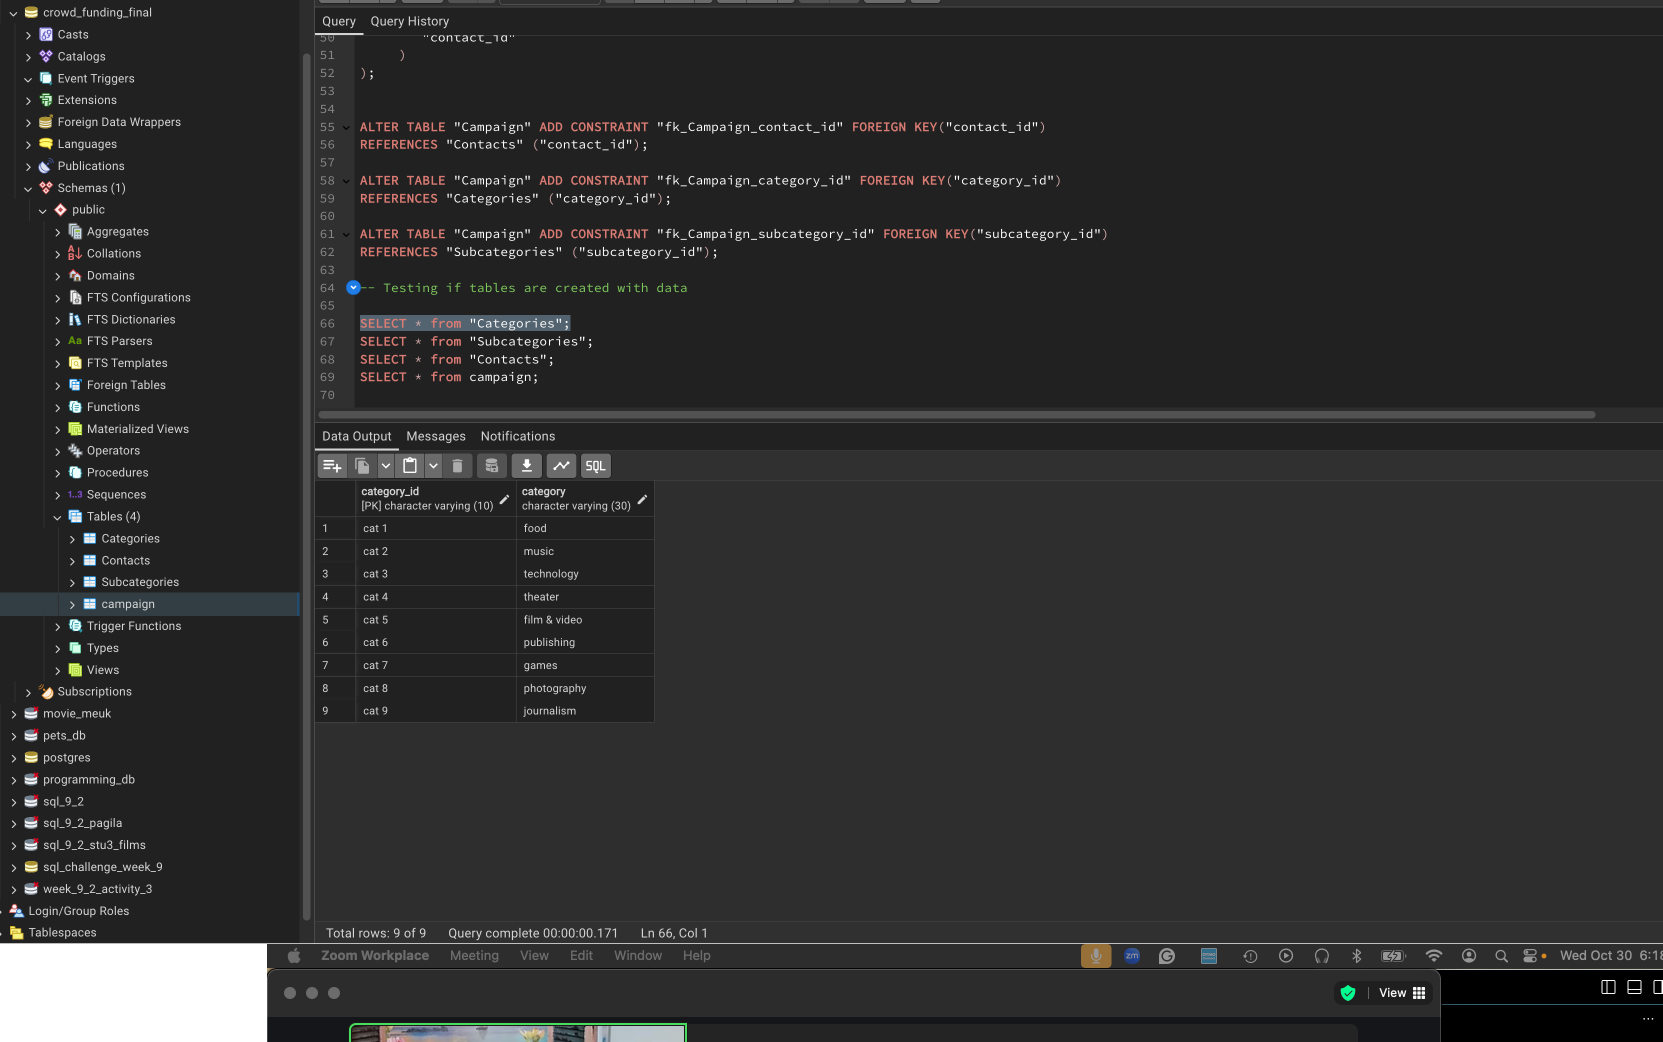 crowd_funding_final
Casts
Catalogs
Event Triggers
Extensions
Foreign Data Wrappers
Languages
Publications
Schemas (1)
public
Aggregates
Collations
Domains
FTS Configurations
FTS Dictionaries
Aa FTS Parsers
FTS Templates
Foreign Tables
Functions
Materialized Views
Operators
Procedures
1..3 Sequences
Tables (4)
Categories
Contacts
Subcategories
campaign
Trigger Functions
Types
Views
Subscriptions
movie_meuk
pets_db
postgres
programming_db
sql_9_2
sql_9_2_pagila
sql_9_2_stu3_films
sql_challenge_week_9
week_9_2_activity_3
Login/Group Roles
Tablespaces
Query Query History
50 "contact_id"
51 )
52 );
53
54
55 ALTER TABLE "Campaign" ADD CONSTRAINT "fk_Campaign_contact_id" FOREIGN KEY("contact_id")
56 REFERENCES "Contacts" ("contact_id");
57
58 ALTER TABLE "Campaign" ADD CONSTRAINT "fk_Campaign_category_id" FOREIGN KEY("category_id")
59 REFERENCES "Categories" ("category_id");
60
61 ALTER TABLE "Campaign" ADD CONSTRAINT "fk_Campaign_subcategory_id" FOREIGN KEY("subcategory_id")
62 REFERENCES "Subcategories" ("subcategory_id");
63
64 -- Testing if tables are created with data
65
66 SELECT * from "Categories";
67 SELECT * from "Subcategories";
68 SELECT * from "Contacts";
69 SELECT * from campaign;
70
Data Output Messages Notifications
SQL
category_id category
[PK] character varying (10) character varying (30)
1 cat 1 food
2 cat 2 music
3 cat 3 technology
4 cat 4 theater
5 cat 5 film & video
6 cat 6 publishing
7 cat 7 games
8 cat 8 photography
9 cat 9 journalism
Total rows: 9 of 9 Query complete 00:00:00.171 Ln 66, Col 1
Zoom Workplace Meeting View Edit Window Help zm Wed Oct 30 6:18
View